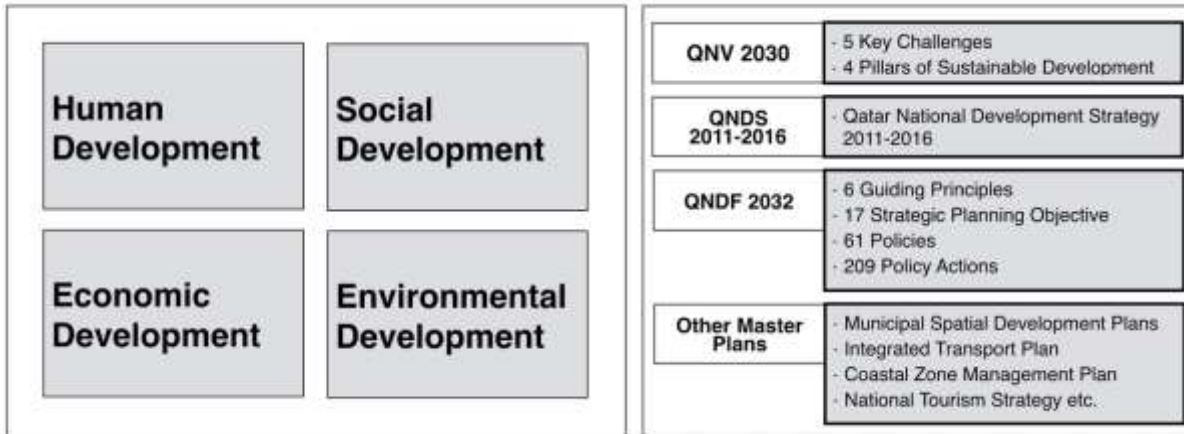 Human
Development
Social
Development
Economic
Development
Environmental
Development
QNV 2030
· 5 Key Challenges
· 4 Pillars of Sustainable Development
QNDS
2011-2016
· Qatar National Development Strategy
2011-2016
QNDF 2032
· 6 Guiding Principles
· 17 Strategic Planning Objective
· 61 Policies
· 209 Policy Actions
Other Master
Plans
· Municipal Spatial Development Plans
· Integrated Transport Plan
· Coastal Zone Management Plan
· National Tourism Strategy etc.